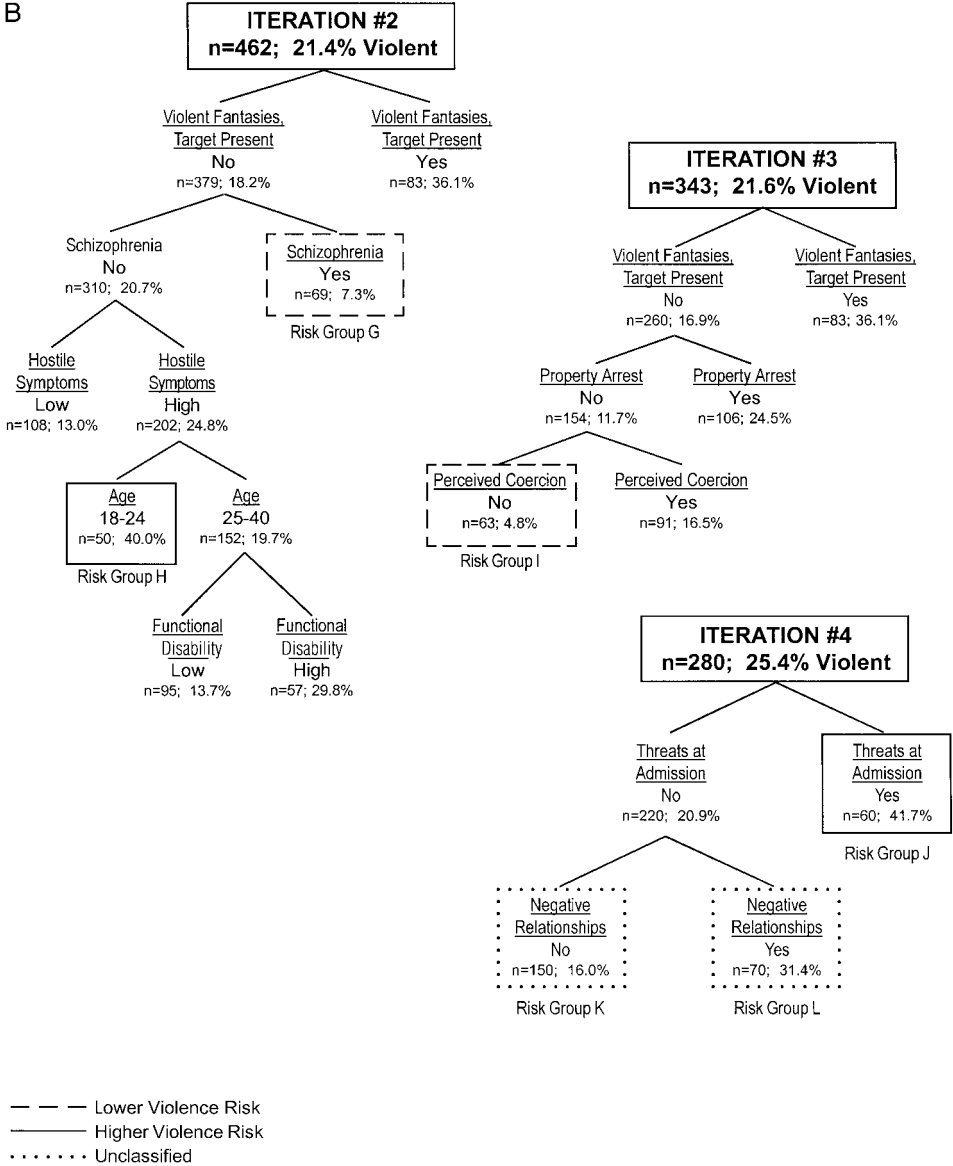 B
ITERATION #2
n=462; 21.4% Violent
Violent Fantasies,
Target Present
No
n=379; 18.2%
Violent Fantasies,
Target Present
Yes
n=83; 36.1%
Schizophrenia
No
n=310; 20.7%
Schizophrenia
Yes
n=69; 7.3%
Risk Group G
Hostile
Symptoms
Low
n=108; 13.0%
Hostile
Symptoms
High
n=202; 24.8%
Age
18-24
n=50; 40.0%
Risk Group H
Age
25-40
n=152; 19.7%
Functional
Disability
Low
n=95; 13.7%
Functional
Disability
High
n=57; 29.8%
ITERATION #3
n=343; 21.6% Violent
Violent Fantasies,
Target Present
No
n=260; 16.9%
Violent Fantasies,
Target Present
Yes
n=83; 36.1%
Property Arrest
No
n=154; 11.7%
Property Arrest
Yes
n=106; 24.5%
Perceived Coercion
No
n=63; 4.8%
Risk Group I
Perceived Coercion
Yes
n=91; 16.5%
ITERATION #4
n=280; 25.4% Violent
Threats at
Admission
No
n=220; 20.9%
Threats at
Admission
Yes
n=60; 41.7%
Risk Group J
Negative
Relationships
No
n=150; 16.0%
Risk Group K
Negative
Relationships
Yes
n=70; 31.4%
Risk Group L
Lower Violence Risk
Higher Violence Risk
Unclassified